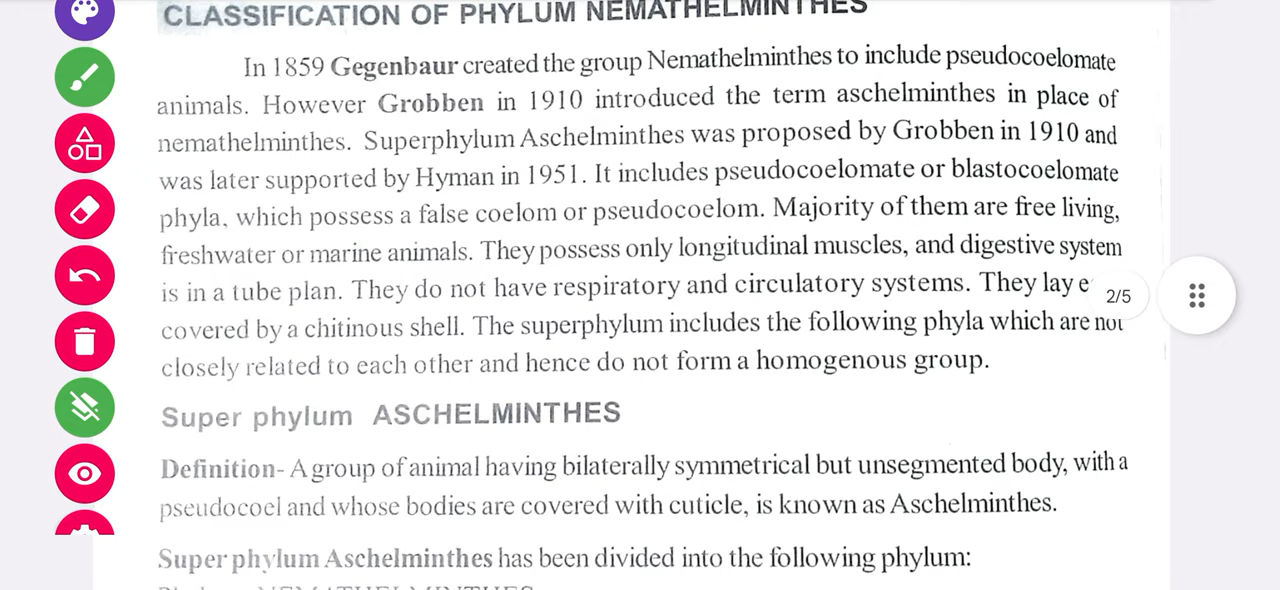 CLASSIFICATION OF PHYLUM NEMATHELMINTHES
In 1859 Gegenbaur created the group Nemathelminthes to include pseudocoelomate
animals. However Grobben in 1910 introduced the term aschelminthes in place of
nemathelminthes. Superphylum Aschelminthes was proposed by Grobben in 1910 and
was later supported by Hyman in 1951. It includes pseudocoelomate or blastocoelomate
phyla, which possess a false coelom or pseudocoelom. Majority of them are free living,
freshwater or marine animals. They possess only longitudinal muscles, and digestive system
is in a tube plan. They do not have respiratory and circulatory systems. They lay
2/5
covered by a chitinous shell. The superphylum includes the following phyla which are not
closely related to each other and hence do not form a homogenous group.
Super phylum ASCHELMINTHES
Definition- A group of animal having bilaterally symmetrical but unsegmented body, with a
pseudocoel and whose bodies are covered with cuticle, is known as Aschelminthes.
Super phylum Aschelminthes has been divided into the following phylum: